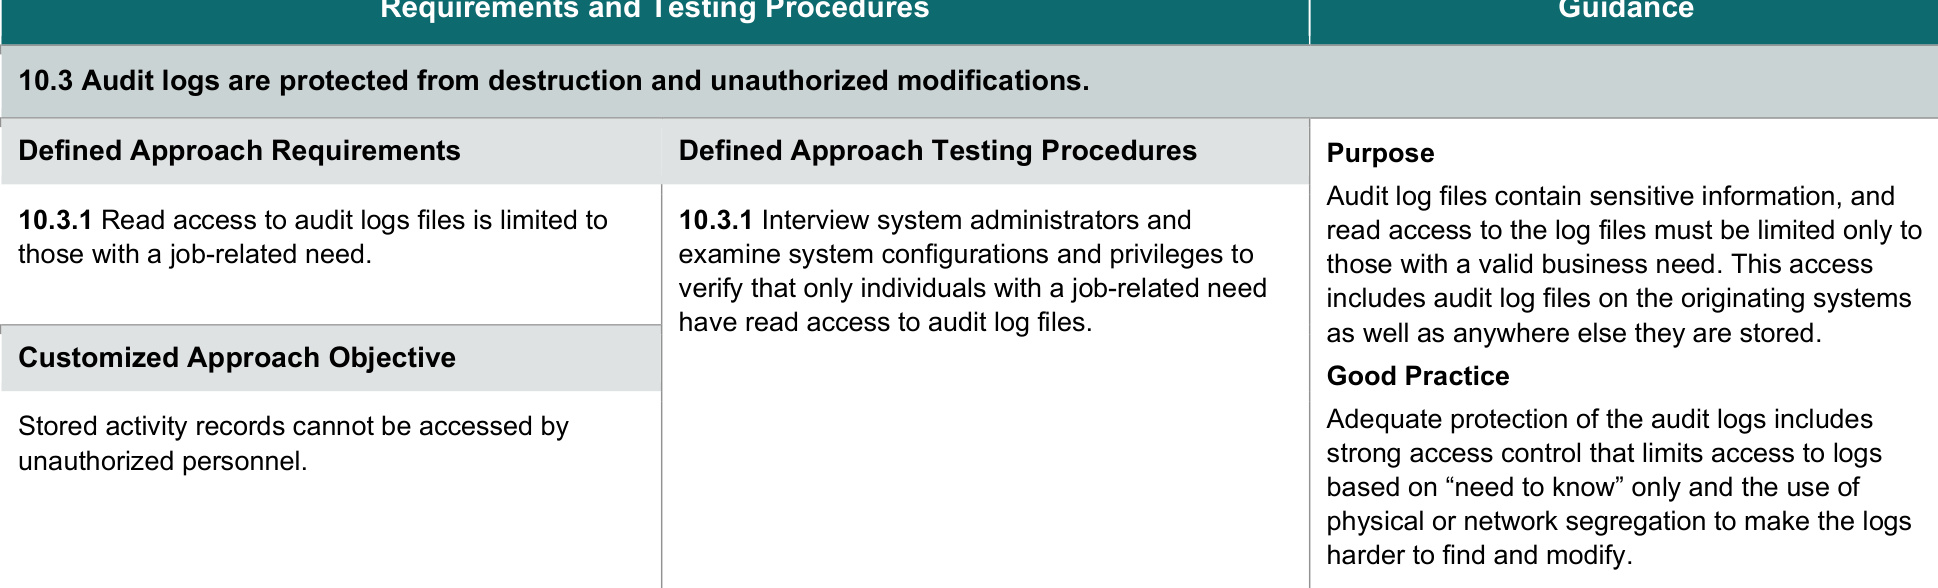 Requirements and Testing Procedures
Guidance
10.3 Audit logs are protected from destruction and unauthorized modifications.
Defined Approach Requirements
10.3.1 Read access to audit logs files is limited to
those with a job-related need.
Customized Approach Objective
Stored activity records cannot be accessed by
unauthorized personnel.
Defined Approach Testing Procedures
10.3.1 Interview system administrators and
examine system configurations and privileges to
verify that only individuals with a job-related need
have read access to audit log files.
Purpose
Audit log files contain sensitive information, and
read access to the log files must be limited only to
those with a valid business need. This access
includes audit log files on the originating systems
as well as anywhere else they are stored.
Good Practice
Adequate protection of the audit logs includes
strong access control that limits access to logs
based on “need to know” only and the use of
physical or network segregation to make the logs
harder to find and modify.